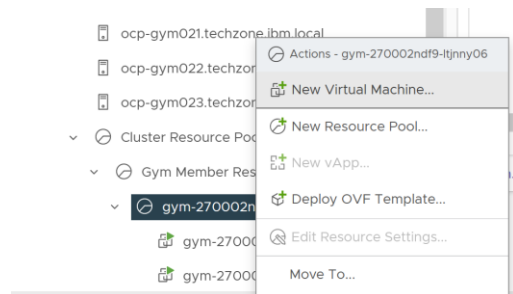 ocp-gym021.techzone.ibm.local
ocp-gym022.techzon
ocp-gym023.techzon
Cluster Resource Poo
Gym Member Res
gym-270002n
gym-2700
gym-2700
Actions - gym-270002ndf9-ltjnny06
New Virtual Machine...
New Resource Pool...
New vApp...
Deploy OVF Template...
Edit Resource Settings...
Move To...